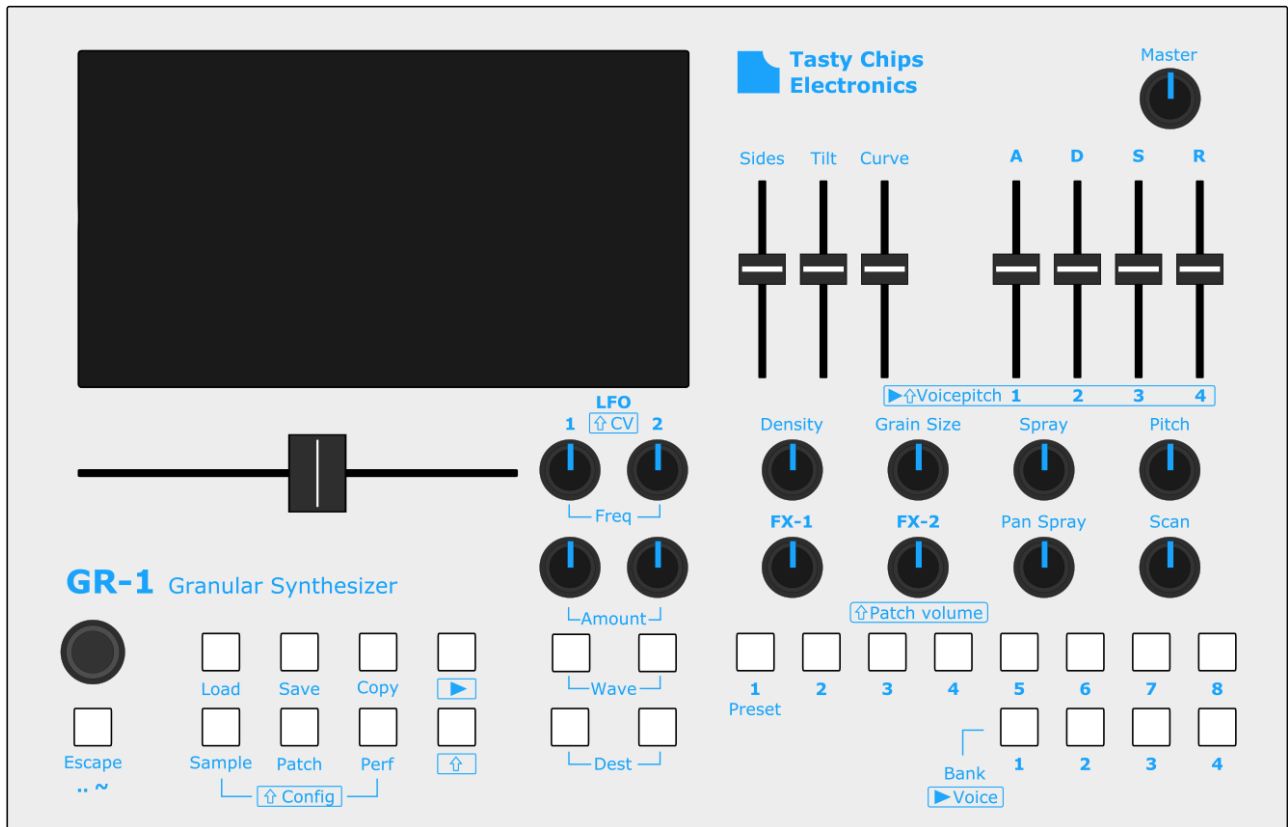 Tasty Chips
Electronics
Master
Sides Tilt Curve
A D S R
▶⇧Voicepitch 1 2 3 4
LFO
1 ⇧CV 2
Freq
Density Grain Size Spray Pitch
FX-1 FX-2 Pan Spray Scan
⇧Patch volume
Amount
GR-1 Granular Synthesizer
Load Save Copy ▶
Wave
1 2 3 4 5 6 7 8
Preset
Escape
.. ~
Sample Patch Perf ⇧
⇧ Config
Dest
Bank
▶Voice
1 2 3 4